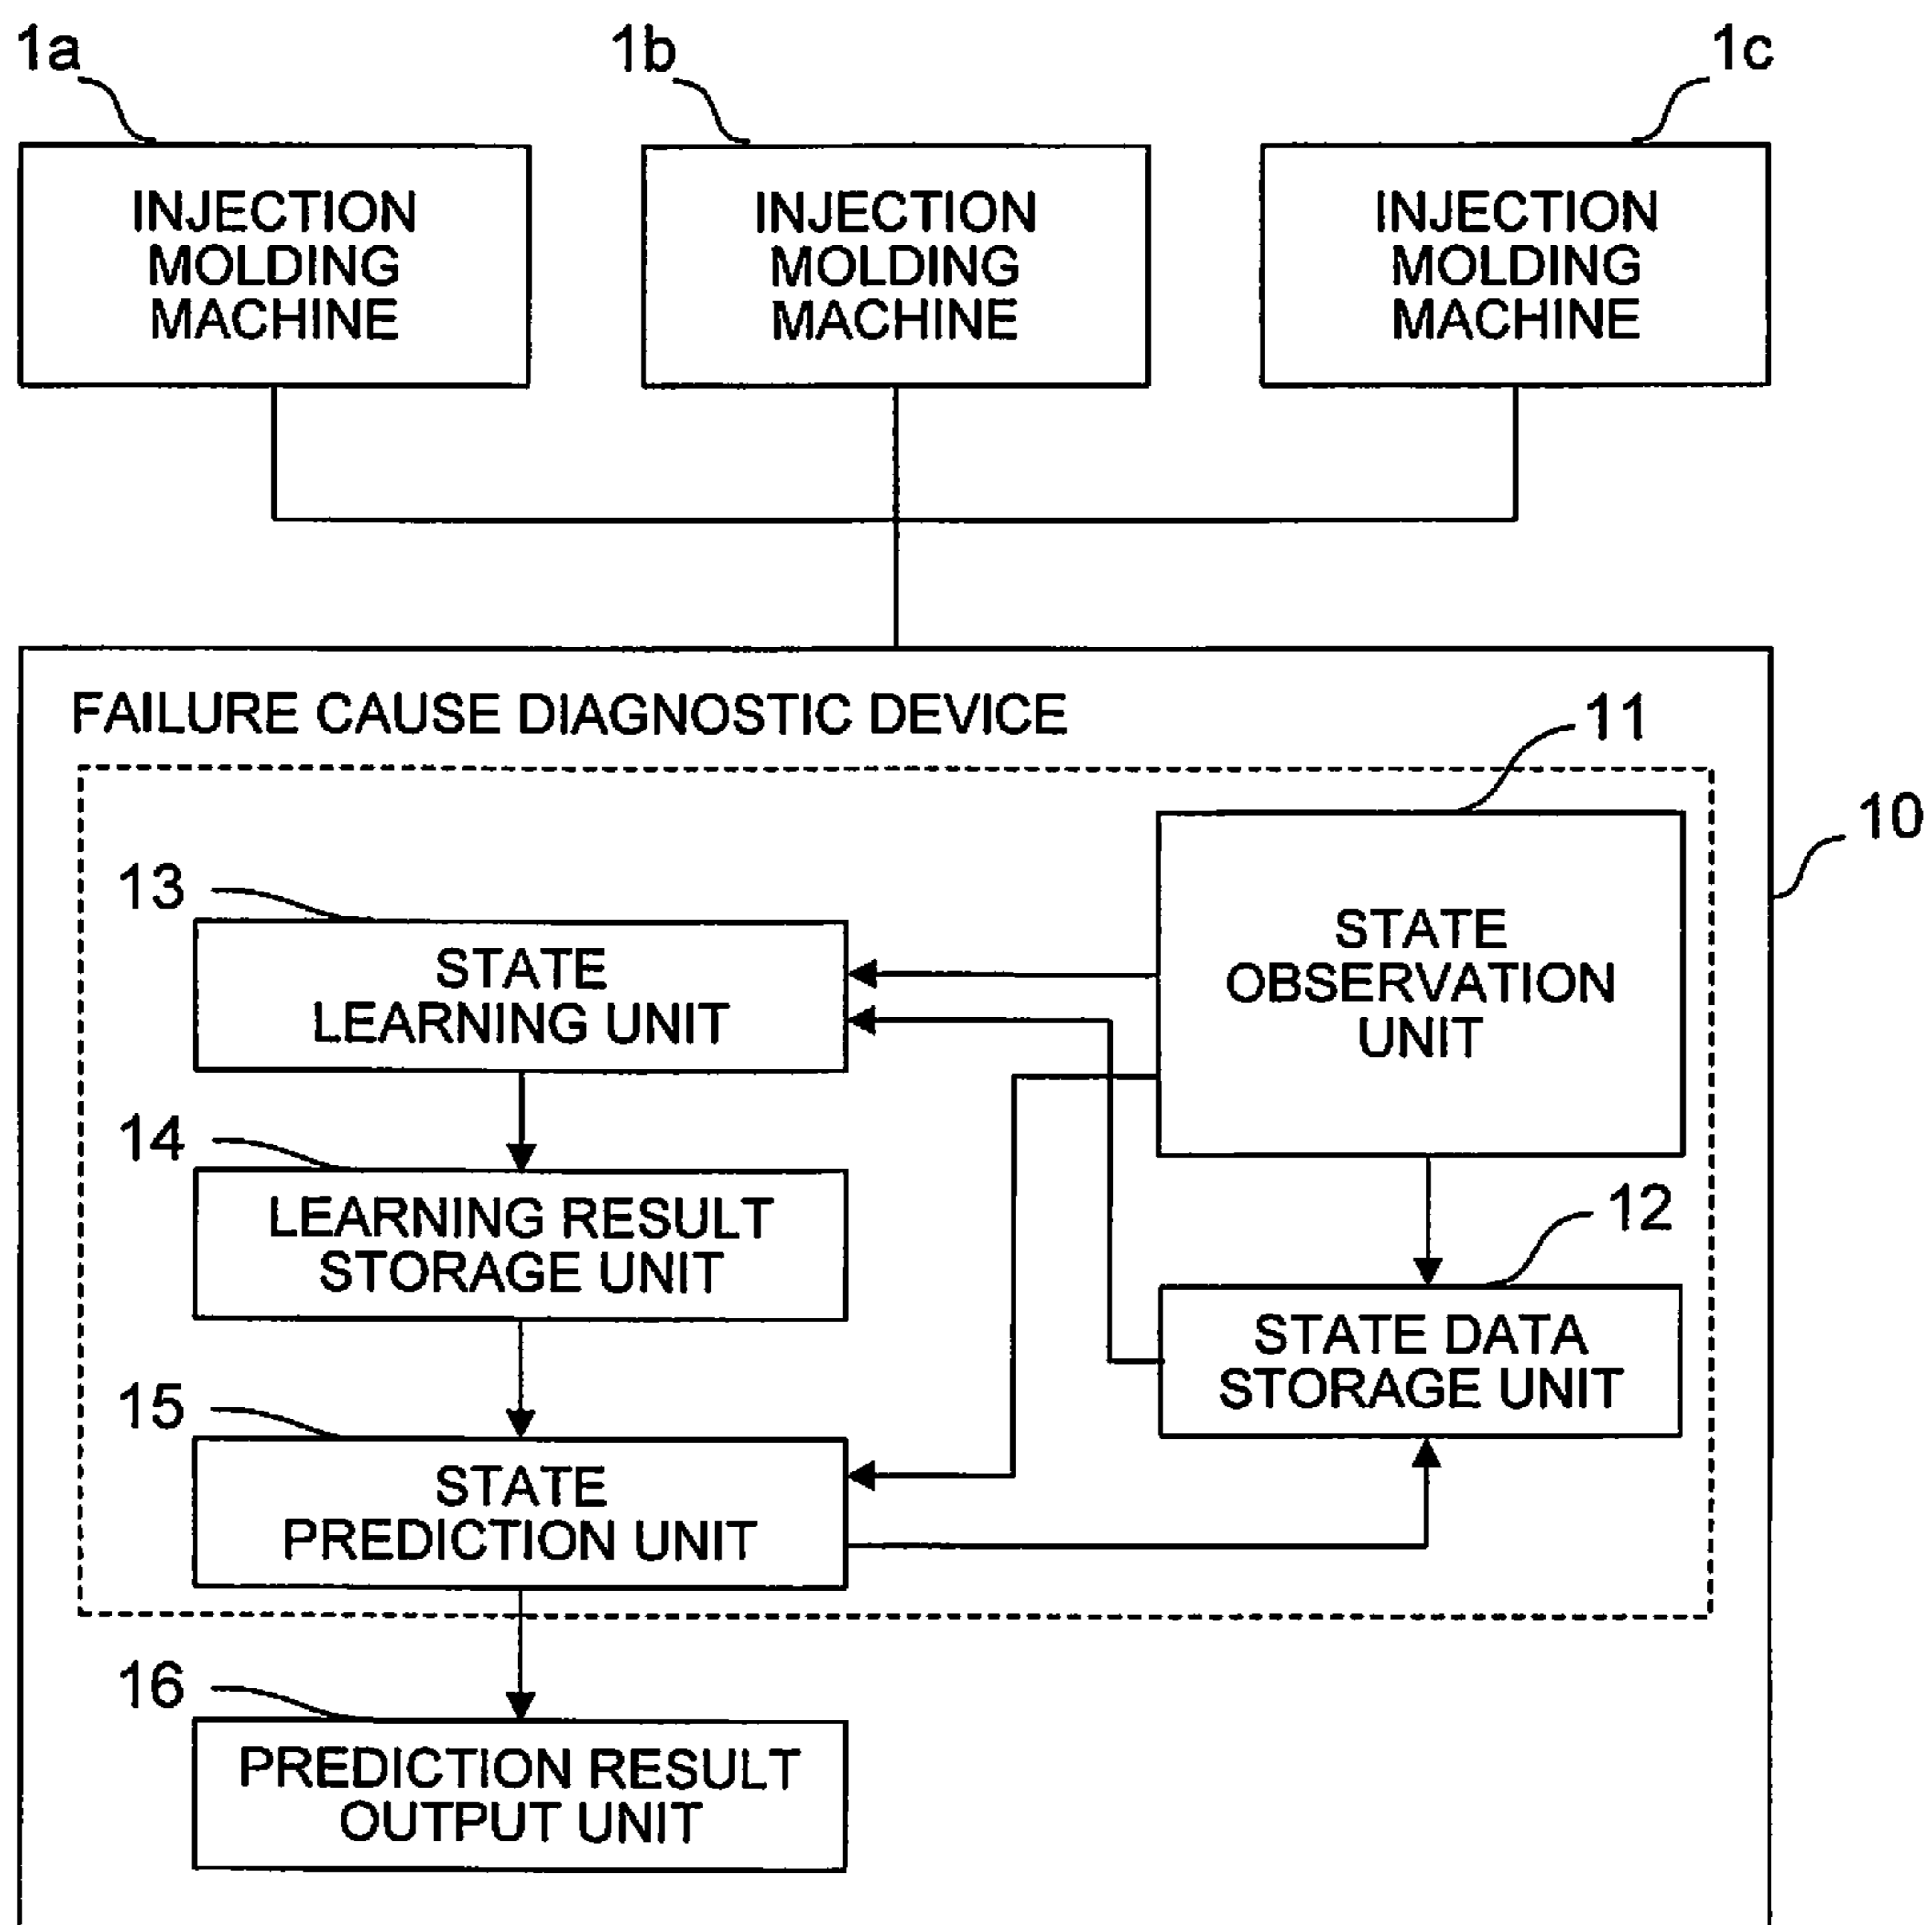 1a
1b
1c
INJECTION
MOLDING
MACHINE
INJECTION
MOLDING
MACHINE
INJECTION
MOLDING
MACHINE
FAILURE CAUSE DIAGNOSTIC DEVICE
11
10
13
STATE
LEARNING UNIT
STATE
OBSERVATION
UNIT
14
LEARNING RESULT
STORAGE UNIT
12
STATE DATA
STORAGE UNIT
15
STATE
PREDICTION UNIT
16
PREDICTION RESULT
OUTPUT UNIT